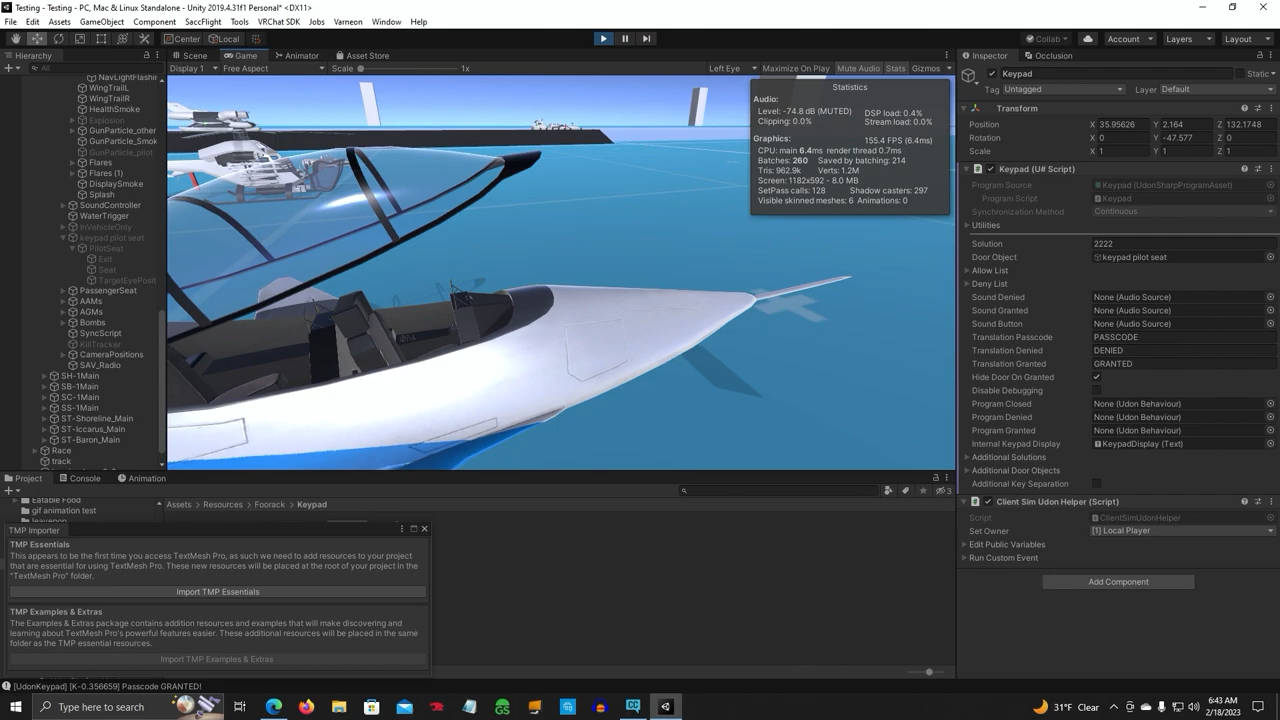 Testing - Testing - PC, Mac & Linux Standalone - Unity 2019.4.31f1 Personal* <DX11>
File Edit Assets GameObject Component SaccFlight Tools VRChat SDK Jobs Varneon Window Help
Center Local Collab Account Layers Layout
Hierarchy Scene Game Animator Asset Store Inspector Occlusion
All Display 1 Free Aspect Scale 1x Left Eye Maximize On Play Mute Audio Stats Gizmos
Keypad Static
Tag Untagged Layer Default
NavLightFlashin
WingTrailL
WingTrailR
HealthSmoke
Explosion
GunParticle_other
GunParticle_Smok
GunParticle_pilot
Flares
Flares (1)
DisplaySmoke
Splash
SoundController
WaterTrigger
InVehicleOnly
keypad pilot seat
PilotSeat
Exit
Seat
TargetEyePosit
PassengerSeat
AAMs
AGMs
Bombs
SyncScript
KillTracker
CameraPositions
SAV_Radio
SH-1Main
SB-1Main
SC-1Main
SS-1Main
ST-Shoreline_Main
ST-Iccarus_Main
ST-Baron_Main
Race
track
Statistics
Audio:
Level: -74.8 dB (MUTED) DSP load: 0.4%
Clipping: 0.0% Stream load: 0.0%
Graphics: 155.4 FPS (6.4ms)
CPU: main 6.4ms render thread 0.7ms
Batches: 260 Saved by batching: 214
Tris: 962.9k Verts: 1.2M
Screen: 1182x592 - 8.0 MB
SetPass calls: 128 Shadow casters: 297
Visible skinned meshes: 6 Animations: 0
Transform
Position X 35.95626 Y 2.164 Z 132.1748
Rotation X 0 Y -47.577 Z 0
Scale X 1 Y 1 Z 1
Keypad (U# Script)
Program Source Keypad (UdonSharpProgramAsset)
Program Script Keypad
Synchronization Method Continuous
Utilities
Solution 2222
Door Object keypad pilot seat
Allow List
Deny List
Sound Denied None (Audio Source)
Sound Granted None (Audio Source)
Sound Button None (Audio Source)
Translation Passcode PASSCODE
Translation Denied DENIED
Translation Granted GRANTED
Hide Door On Granted
Disable Debugging
Program Closed None (Udon Behaviour)
Program Denied None (Udon Behaviour)
Program Granted None (Udon Behaviour)
Internal Keypad Display KeypadDisplay (Text)
Additional Solutions
Additional Door Objects
Additional Key Separation
Client Sim Udon Helper (Script)
Script ClientSimUdonHelper
Set Owner [1] Local Player
Edit Public Variables
Run Custom Event
Add Component
Project Console Animation
3
Eatable Food
gif animation test
Assets Resources Foorack Keypad
TMP Importer
TMP Essentials
This appears to be the first time you access TextMesh Pro, as such we need to add resources to your project
that are essential for using TextMesh Pro. These new resources will be placed at the root of your project in the
"TextMesh Pro" folder.
Import TMP Essentials
TMP Examples & Extras
The Examples & Extras package contains addition resources and examples that will make discovering and
learning about TextMesh Pro's powerful features easier. These additional resources will be placed in the
same folder as the TMP essential resources.
Import TMP Examples & Extras
[UdonKeypad] [K-0.356659] Passcode GRANTED!
Type here to search
GS CC 31°F Clear 6:43 AM
2/18/2023